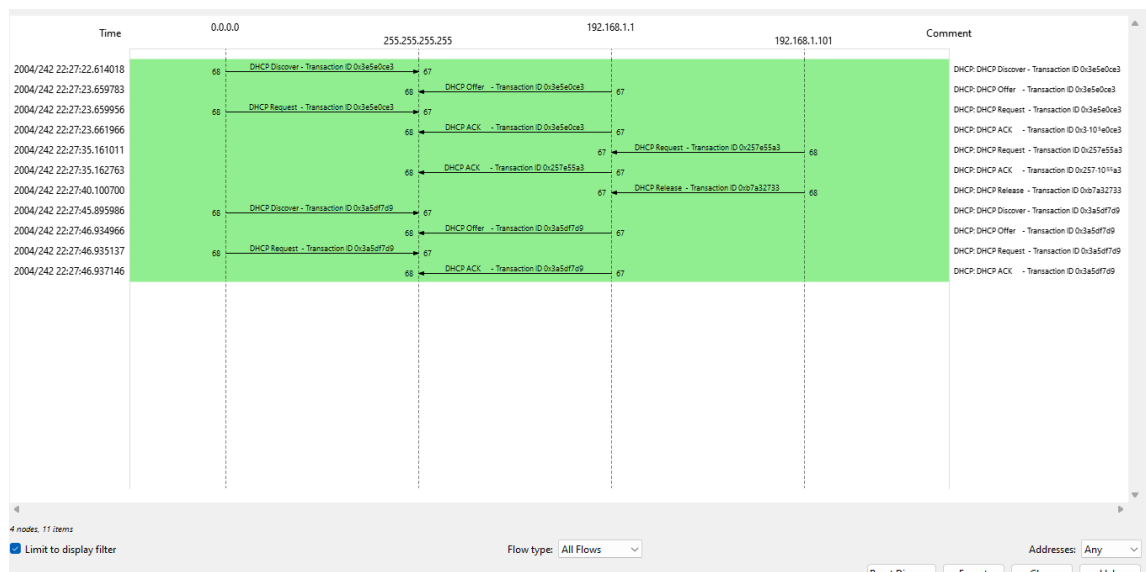 Time 0.0.0.0 192.168.1.1 Comment
255.255.255.255 192.168.1.101
2004/242 22:27:22.614018 68 DHCP Discover - Transaction ID 0x3e5e0ce3 67 DHCP: DHCP Discover - Transaction ID 0x3e5e0ce3
2004/242 22:27:23.659783 68 DHCP Offer - Transaction ID 0x3e5e0ce3 67 DHCP: DHCP Offer - Transaction ID 0x3e5e0ce3
2004/242 22:27:23.659956 68 DHCP Request - Transaction ID 0x3e5e0ce3 67 DHCP: DHCP Request - Transaction ID 0x3e5e0ce3
2004/242 22:27:23.661966 68 DHCP ACK - Transaction ID 0x3e5e0ce3 67 DHCP: DHCP ACK - Transaction ID 0x3·10⁵e0ce3
2004/242 22:27:35.161011 67 DHCP Request - Transaction ID 0x257e55a3 68 DHCP: DHCP Request - Transaction ID 0x257e55a3
2004/242 22:27:35.162763 68 DHCP ACK - Transaction ID 0x257e55a3 67 DHCP: DHCP ACK - Transaction ID 0x257·10⁵⁵a3
2004/242 22:27:40.100700 67 DHCP Release - Transaction ID 0xb7a32733 68 DHCP: DHCP Release - Transaction ID 0xb7a32733
2004/242 22:27:45.895986 68 DHCP Discover - Transaction ID 0x3a5df7d9 67 DHCP: DHCP Discover - Transaction ID 0x3a5df7d9
2004/242 22:27:46.934966 68 DHCP Offer - Transaction ID 0x3a5df7d9 67 DHCP: DHCP Offer - Transaction ID 0x3a5df7d9
2004/242 22:27:46.935137 68 DHCP Request - Transaction ID 0x3a5df7d9 67 DHCP: DHCP Request - Transaction ID 0x3a5df7d9
2004/242 22:27:46.937146 68 DHCP ACK - Transaction ID 0x3a5df7d9 67 DHCP: DHCP ACK - Transaction ID 0x3a5df7d9
4 nodes, 11 items
Limit to display filter Flow type: All Flows Addresses: Any